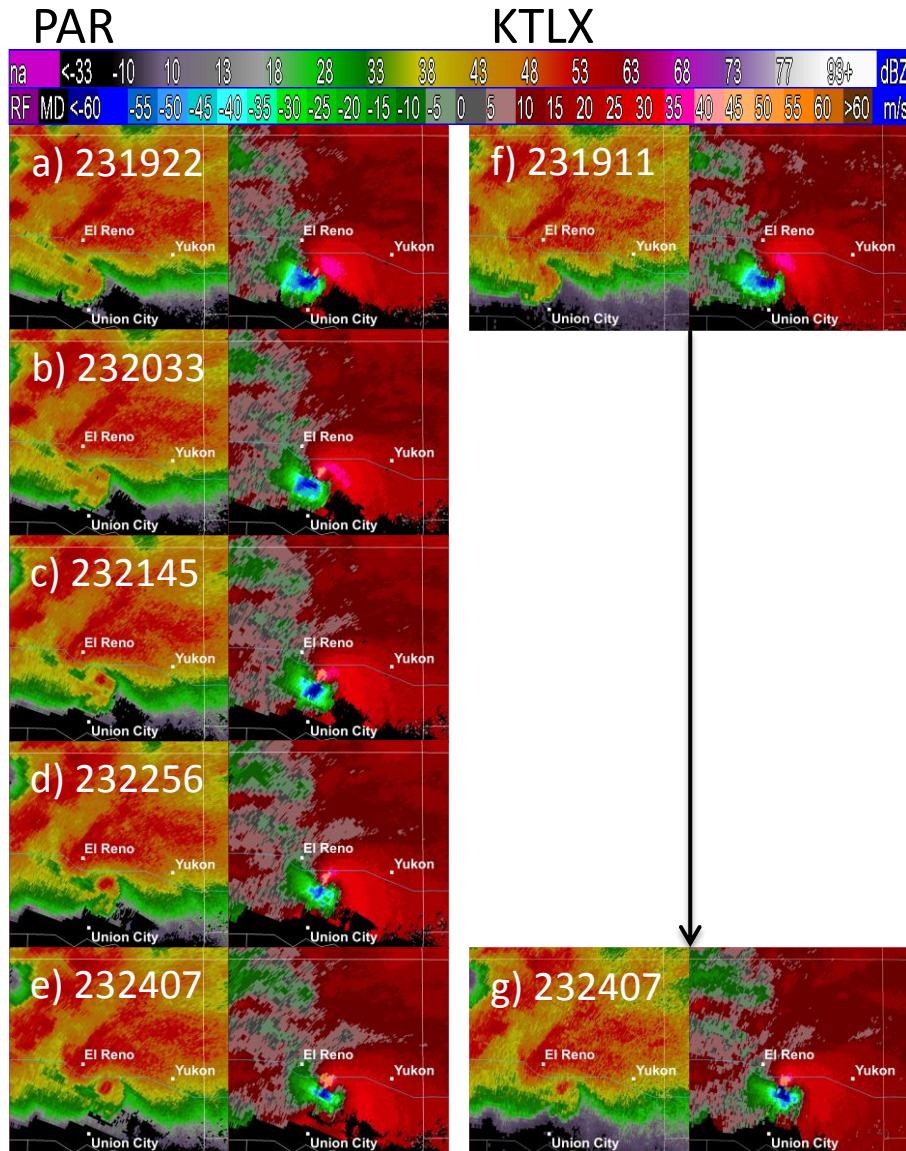 PAR KTLX
na <-33 -10 10 13 18 28 33 38 43 48 53 63 68 73 77 93+ dBZ
RF MD <-60 -55 -50 -45 -40 -35 -30 -25 -20 -15 -10 -5 0 5 10 15 20 25 30 35 40 45 50 55 60 >60 m/s
a) 231922 f) 231911
El Reno El Reno El Reno El Reno
Yukon Yukon Yukon Yukon
Union City Union City Union City Union City
b) 232033
El Reno El Reno
Yukon Yukon
Union City Union City
c) 232145
El Reno El Reno
Yukon Yukon
Union City Union City
d) 232256
El Reno El Reno
Yukon Yukon
Union City Union City
e) 232407 g) 232407
El Reno El Reno El Reno El Reno
Yukon Yukon Yukon Yukon
Union City Union City Union City Union City